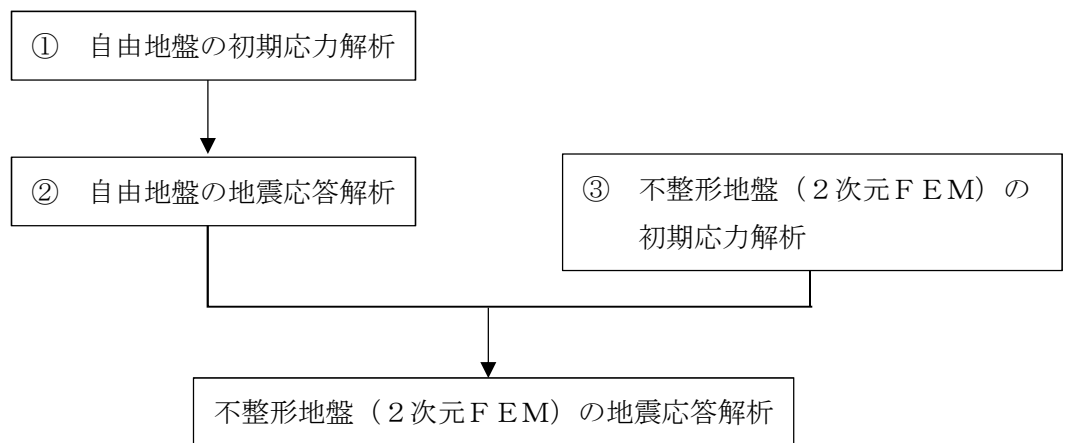 ① 自由地盤の初期応力解析
② 自由地盤の地震応答解析
③ 不整形地盤(2次元FEM)の
初期応力解析
不整形地盤(2次元FEM)の地震応答解析